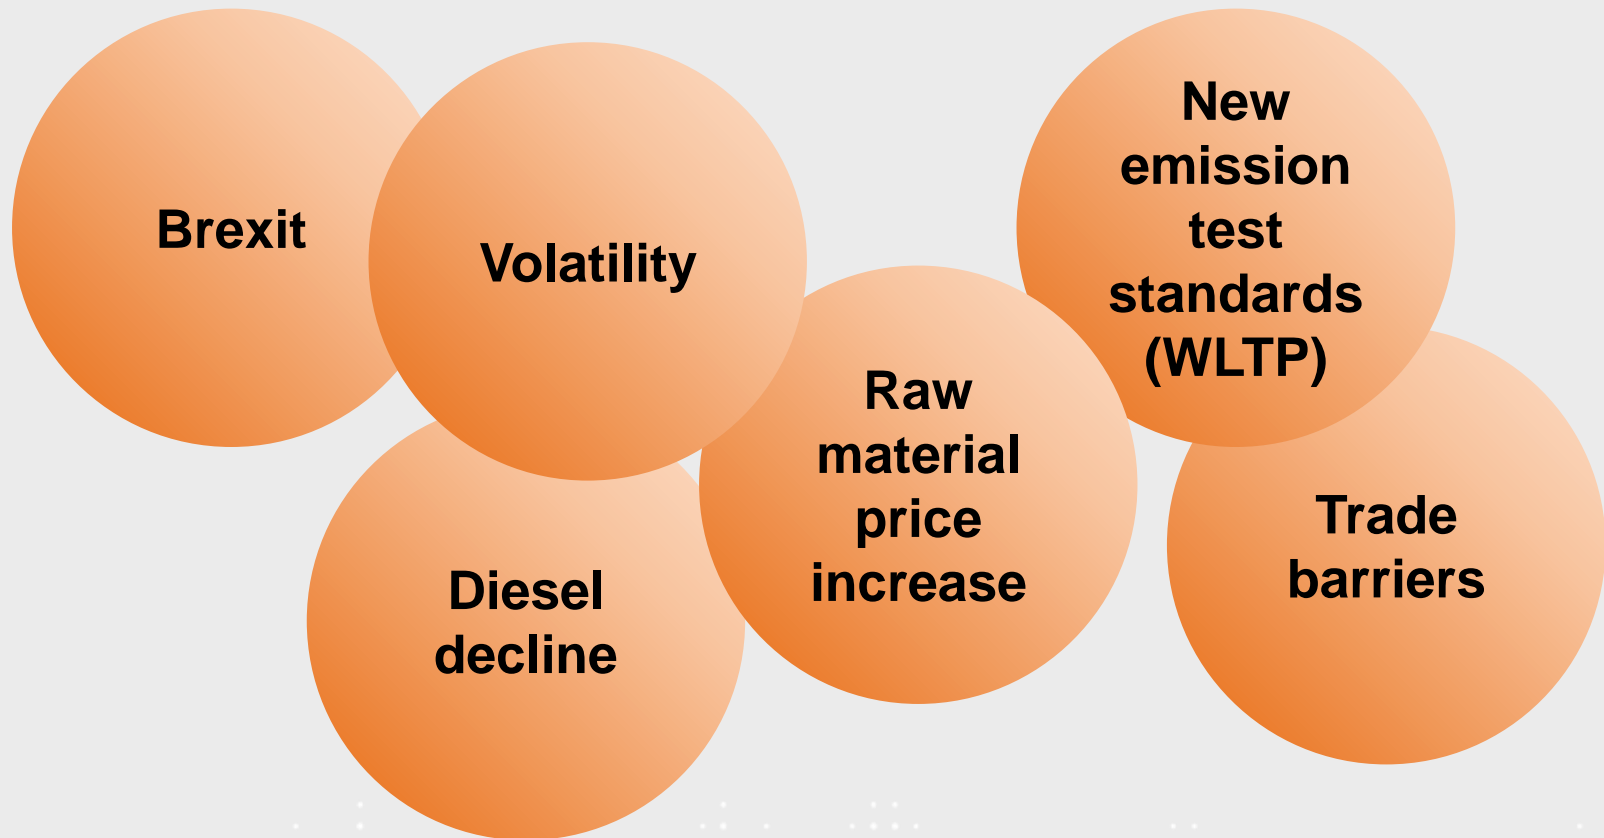 Brexit
Volatility
New
emission
test
standards
(WLTP)
Raw
material
price
increase
Trade
barriers
Diesel
decline